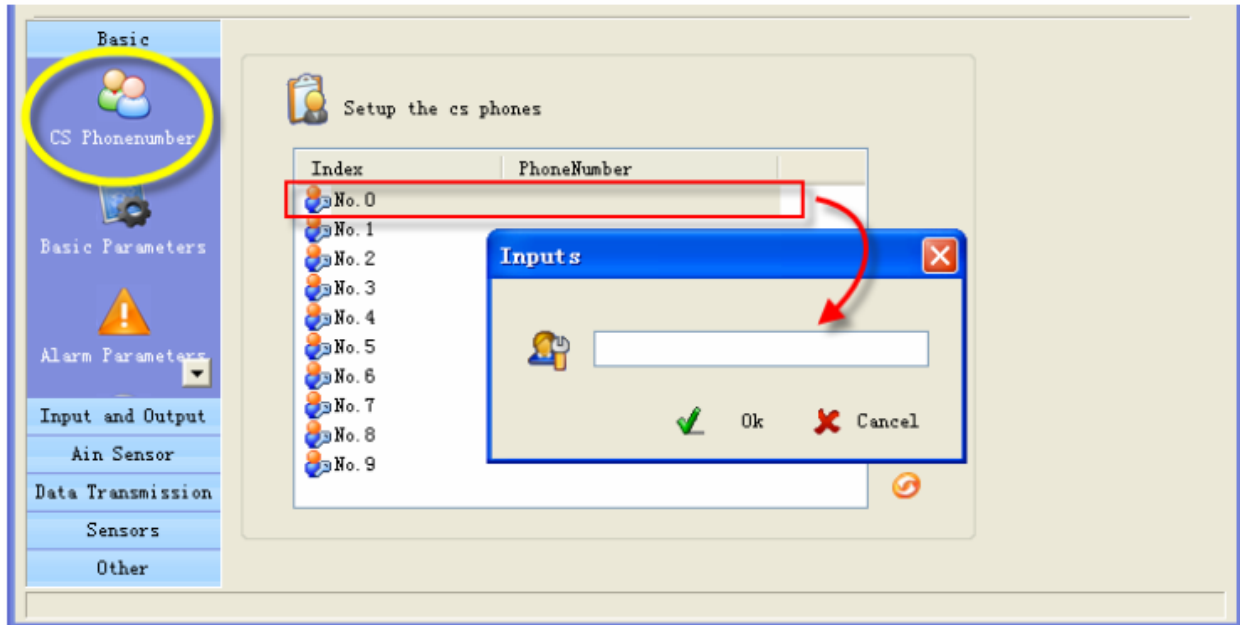 Basic
CS Phonenumber
Basic Parameters
Alarm Parameters
Input and Output
Ain Sensor
Data Transmission
Sensors
Other
Setup the cs phones
Index PhoneNumber
No.0
No.1
No.2
No.3
No.4
No.5
No.6
No.7
No.8
No.9
Inputs
Ok Cancel